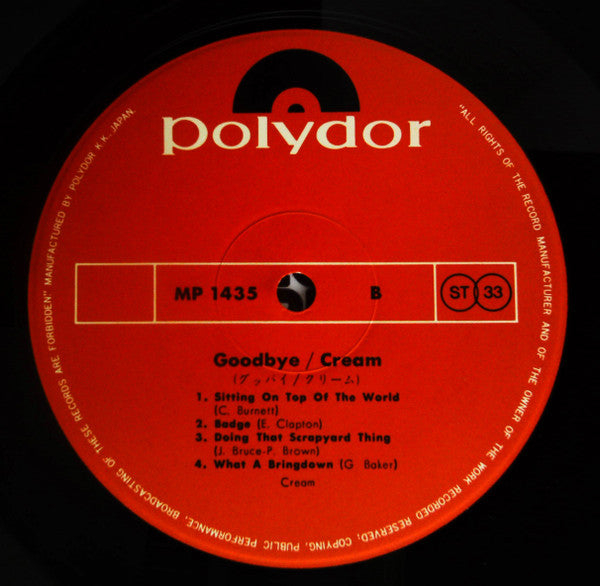 polydor
MP 1435
B
ST 33
Goodbye / Cream
(グッバイ/クリーム)
1. Sitting On Top Of The World
(C. Burnett)
2. Badge (E. Clapton)
3. Doing That Scrapyard Thing
(J. Bruce-P. Brown)
4. What A Bringdown (G Baker)
Cream
"ALL RIGHTS OF THE RECORD MANUFACTURER AND OF THE OWNER OF THE WORK RECORDED RESERVED; COPYING, PUBLIC PERFORMANCE, BROADCASTING OF THESE RECORDS ARE FORBIDDEN" MANUFACTURED BY POLYDOR K.K., JAPAN.